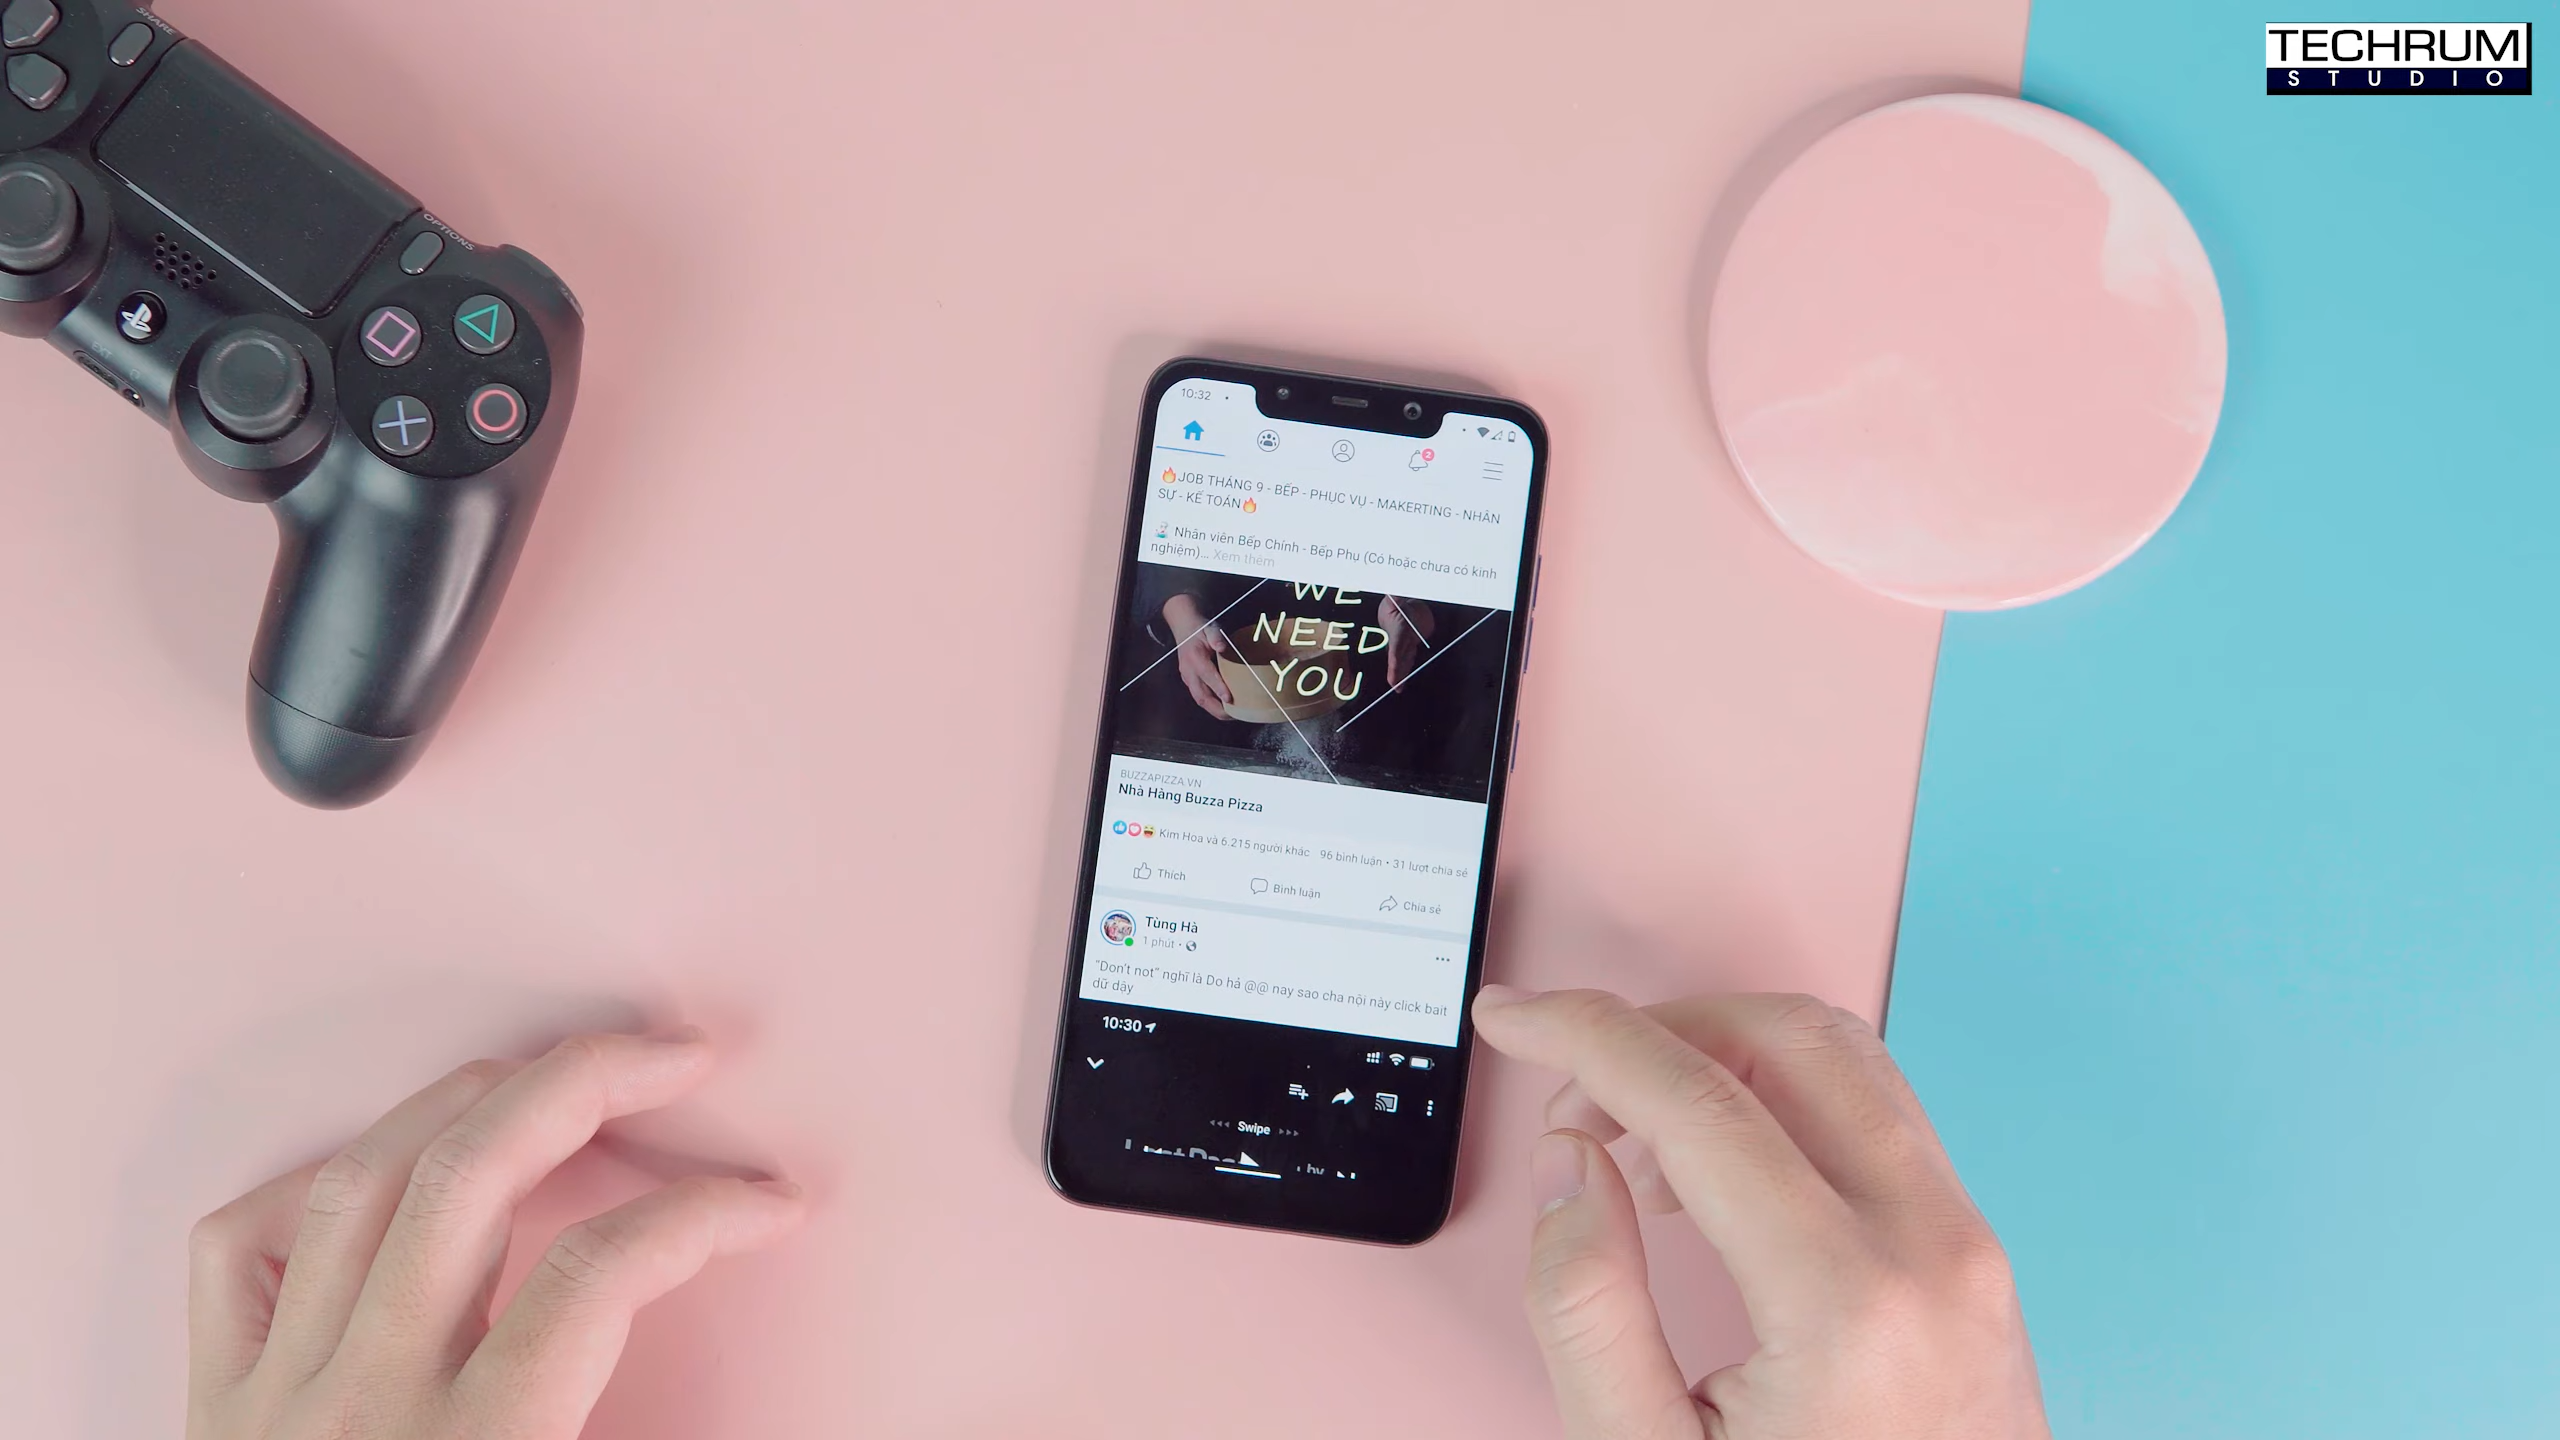 TECHRUM
STUDIO
SHARE
OPTIONS
EXT
10:32
2
JOB THÁNG 9 - BẾP - PHỤC VỤ - MAKERTING - NHÂN
SỰ - KẾ TOÁN
Nhân viên Bếp Chính - Bếp Phụ (Có hoặc chưa có kinh
nghiệm)... Xem thêm
WE
NEED
YOU
BUZZAPIZZA.VN
Nhà Hàng Buzza Pizza
Kim Hoa và 6.215 người khác 96 bình luận • 31 lượt chia sẻ
Thích Bình luận Chia sẻ
Tùng Hà
1 phút
"Don't not" nghĩ là Do hả @@ nay sao cha nội này click bait
dữ dậy
10:30
Swipe
by